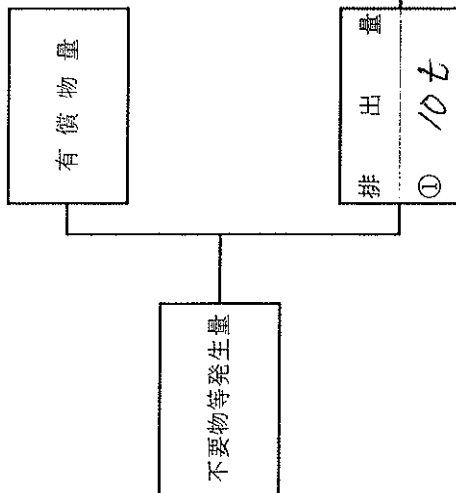 有償物量
排出量
① 10t
不要物等発生量